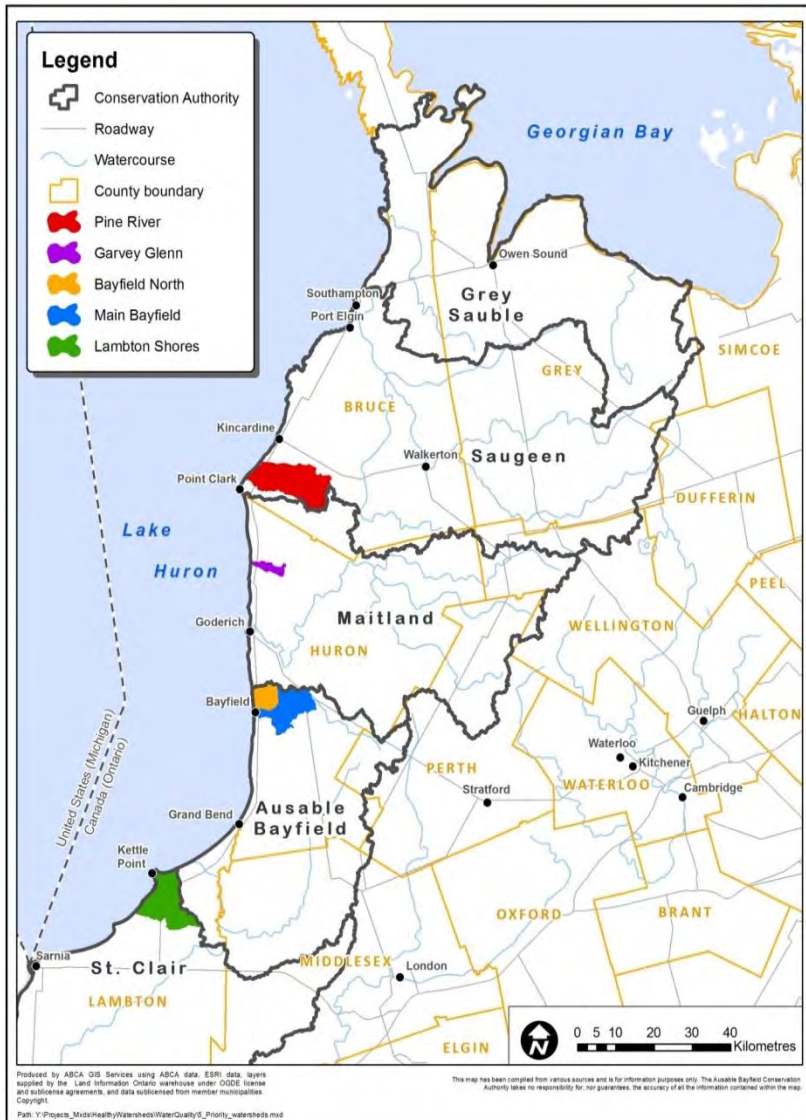 Legend
Conservation Authority
Roadway
Watercourse
County boundary
Pine River
Garvey Glenn
Bayfield North
Main Bayfield
Lambton Shores
Georgian Bay
Owen Sound
Southampton
Port Elgin
Grey
Sauble
SIMCOE
GREY
BRUCE
Kincardine
Walkerton
Saugeen
Point Clark
DUFFERIN
Lake
Huron
PEEL
Maitland
WELLINGTON
Goderich
HURON
Bayfield
Guelph
HALTON
Waterloo
Kitchener
PERTH
WATERLOO
Cambridge
Stratford
Grand Bend
Ausable
Bayfield
United States (Michigan)
Canada (Ontario)
Kettle
Point
OXFORD
BRANT
MIDDLESEX
Sarnia
St. Clair
London
LAMBTON
ELGIN
N
0 5 10 20 30 40
Kilometres
Produced by ABCA GIS Services using ABCA data, ESRI data, layers
supplied by the Land Information Ontario warehouse under OGDE license
and sublicense agreements, and data sublicensed from member municipalities.
Copyright.
This map has been compiled from various sources and is for information purposes only. The Ausable Bayfield Conservation
Authority takes no responsibility for, nor guarantees, the accuracy of all the information contained within the map.
Path: Y:\Projects_Mxds\HealthyWatersheds\WaterQuality\5_Priority_watersheds.mxd